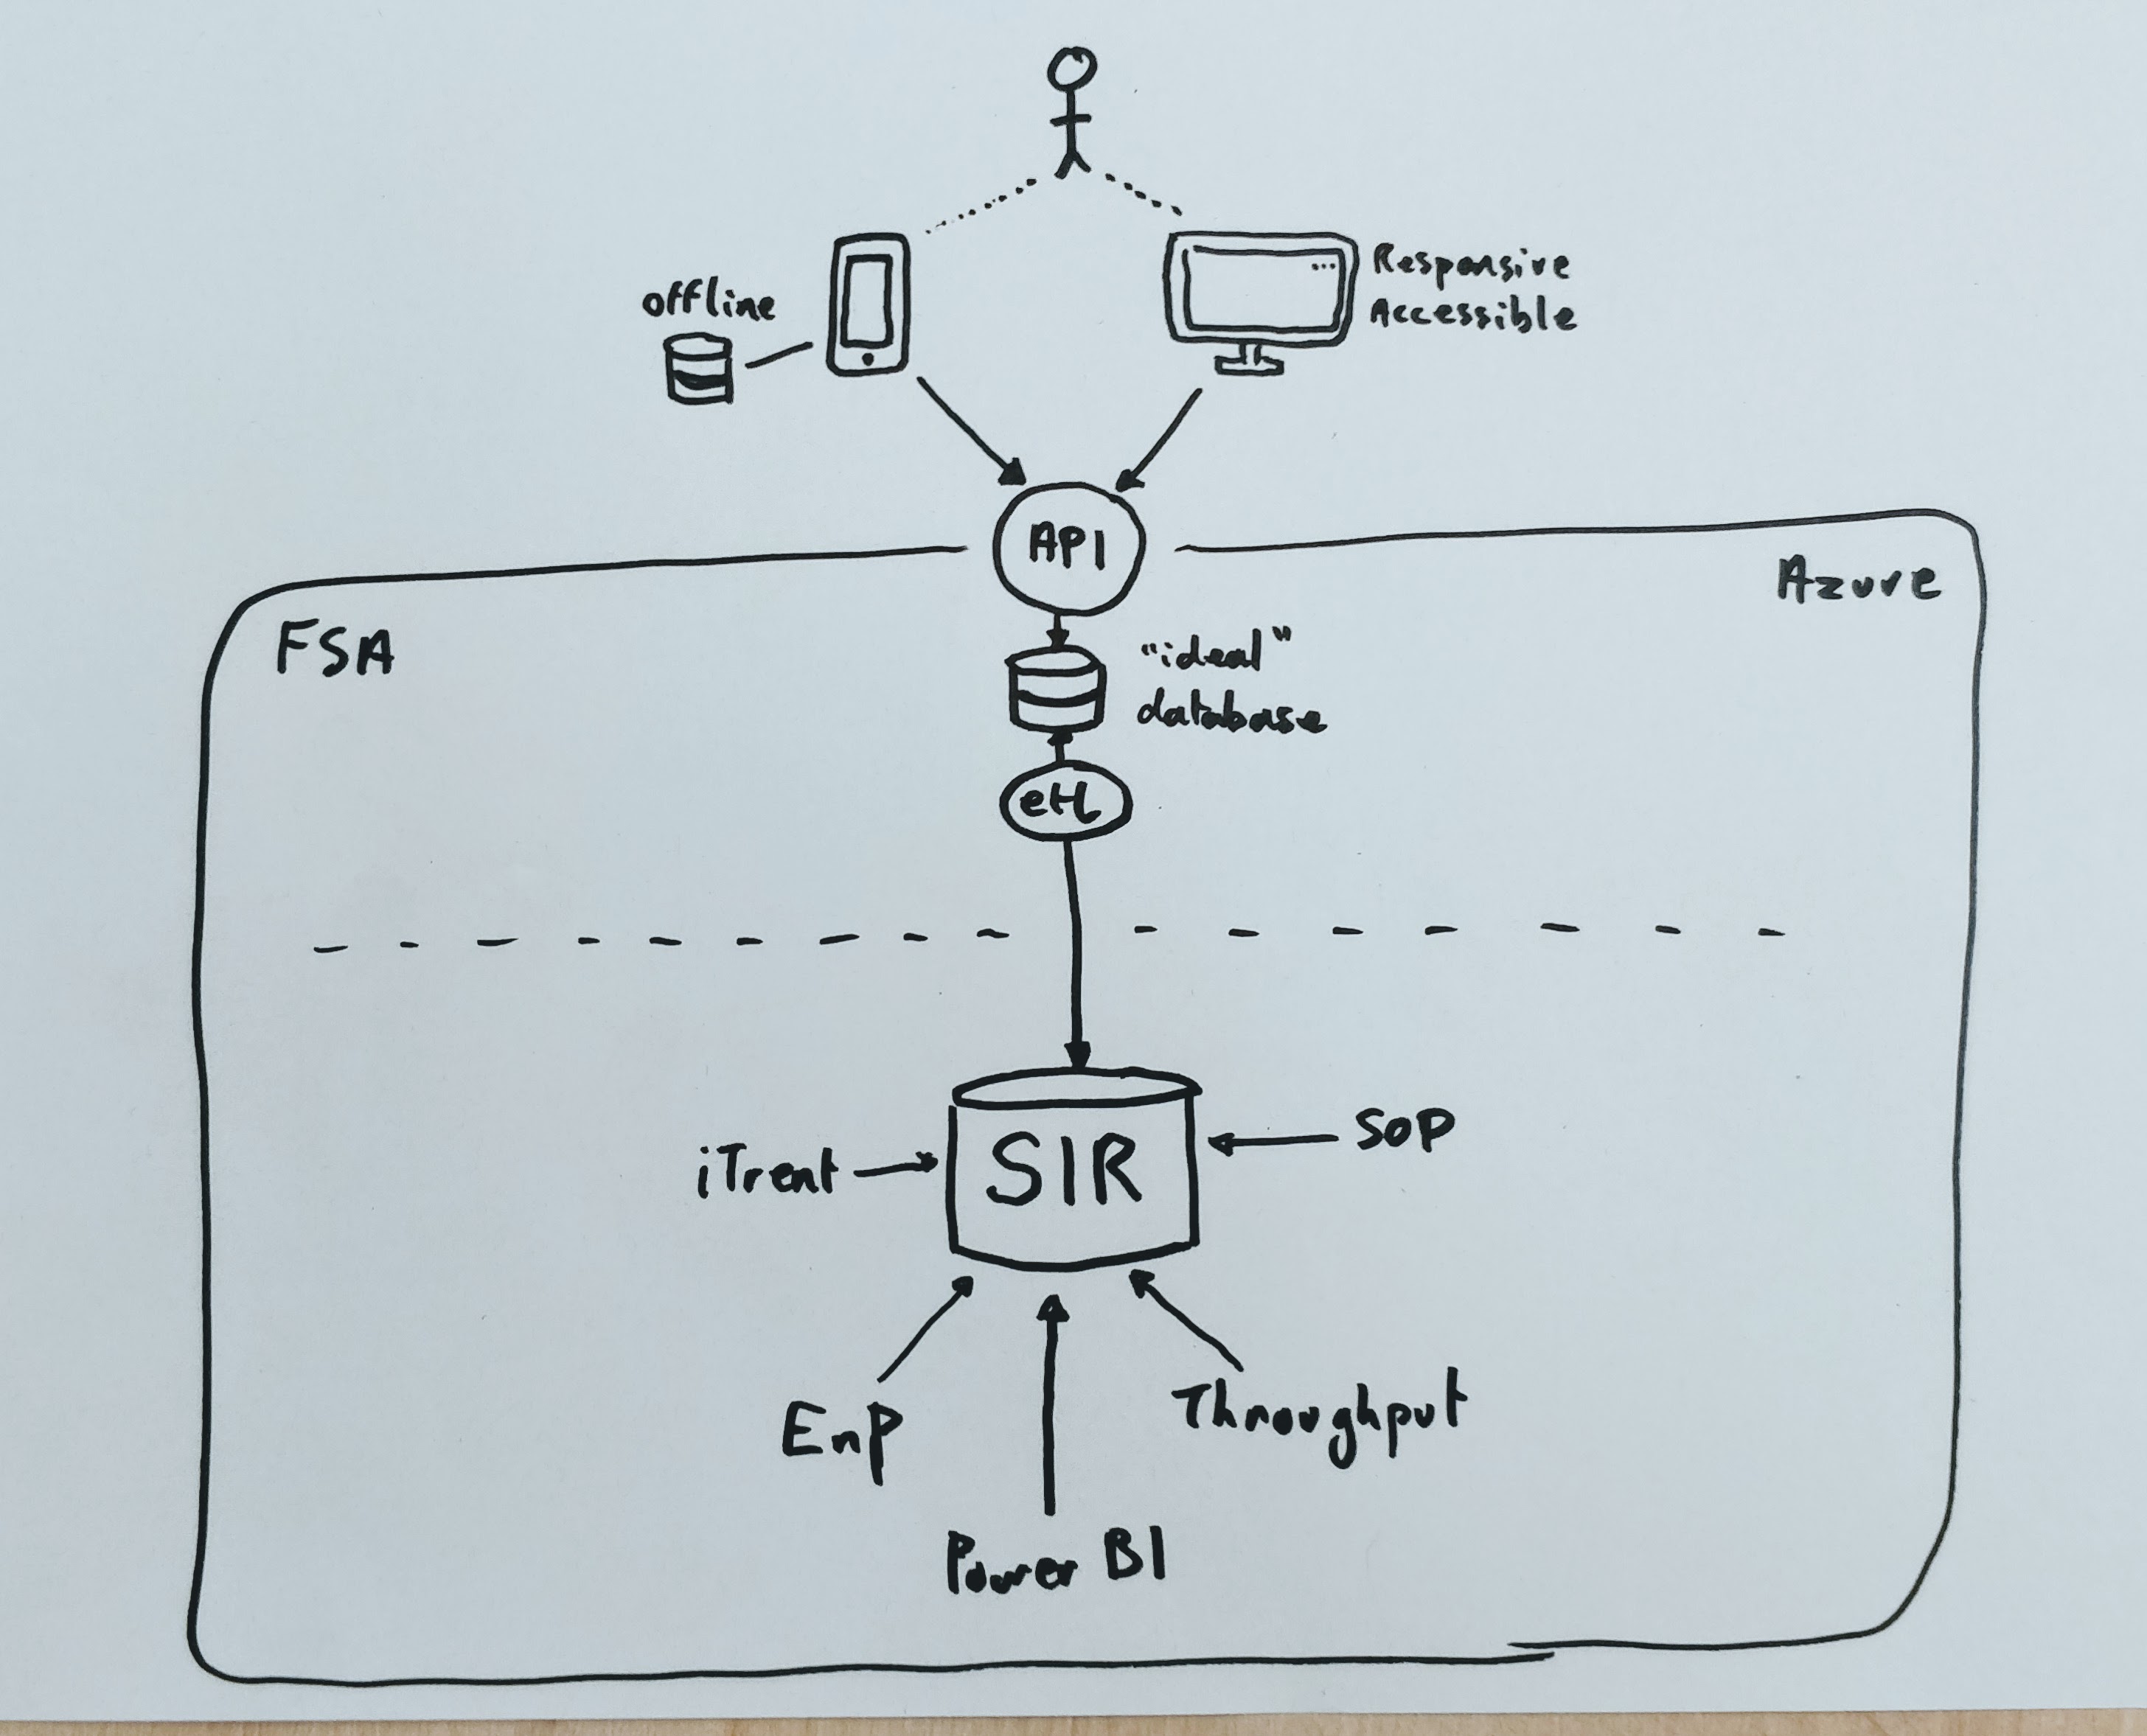 offline
Responsive
Accessible
API
Azure
FSA
"ideal"
database
etl
SIR
iTrent
SOP
EnP
Throughput
Power BI